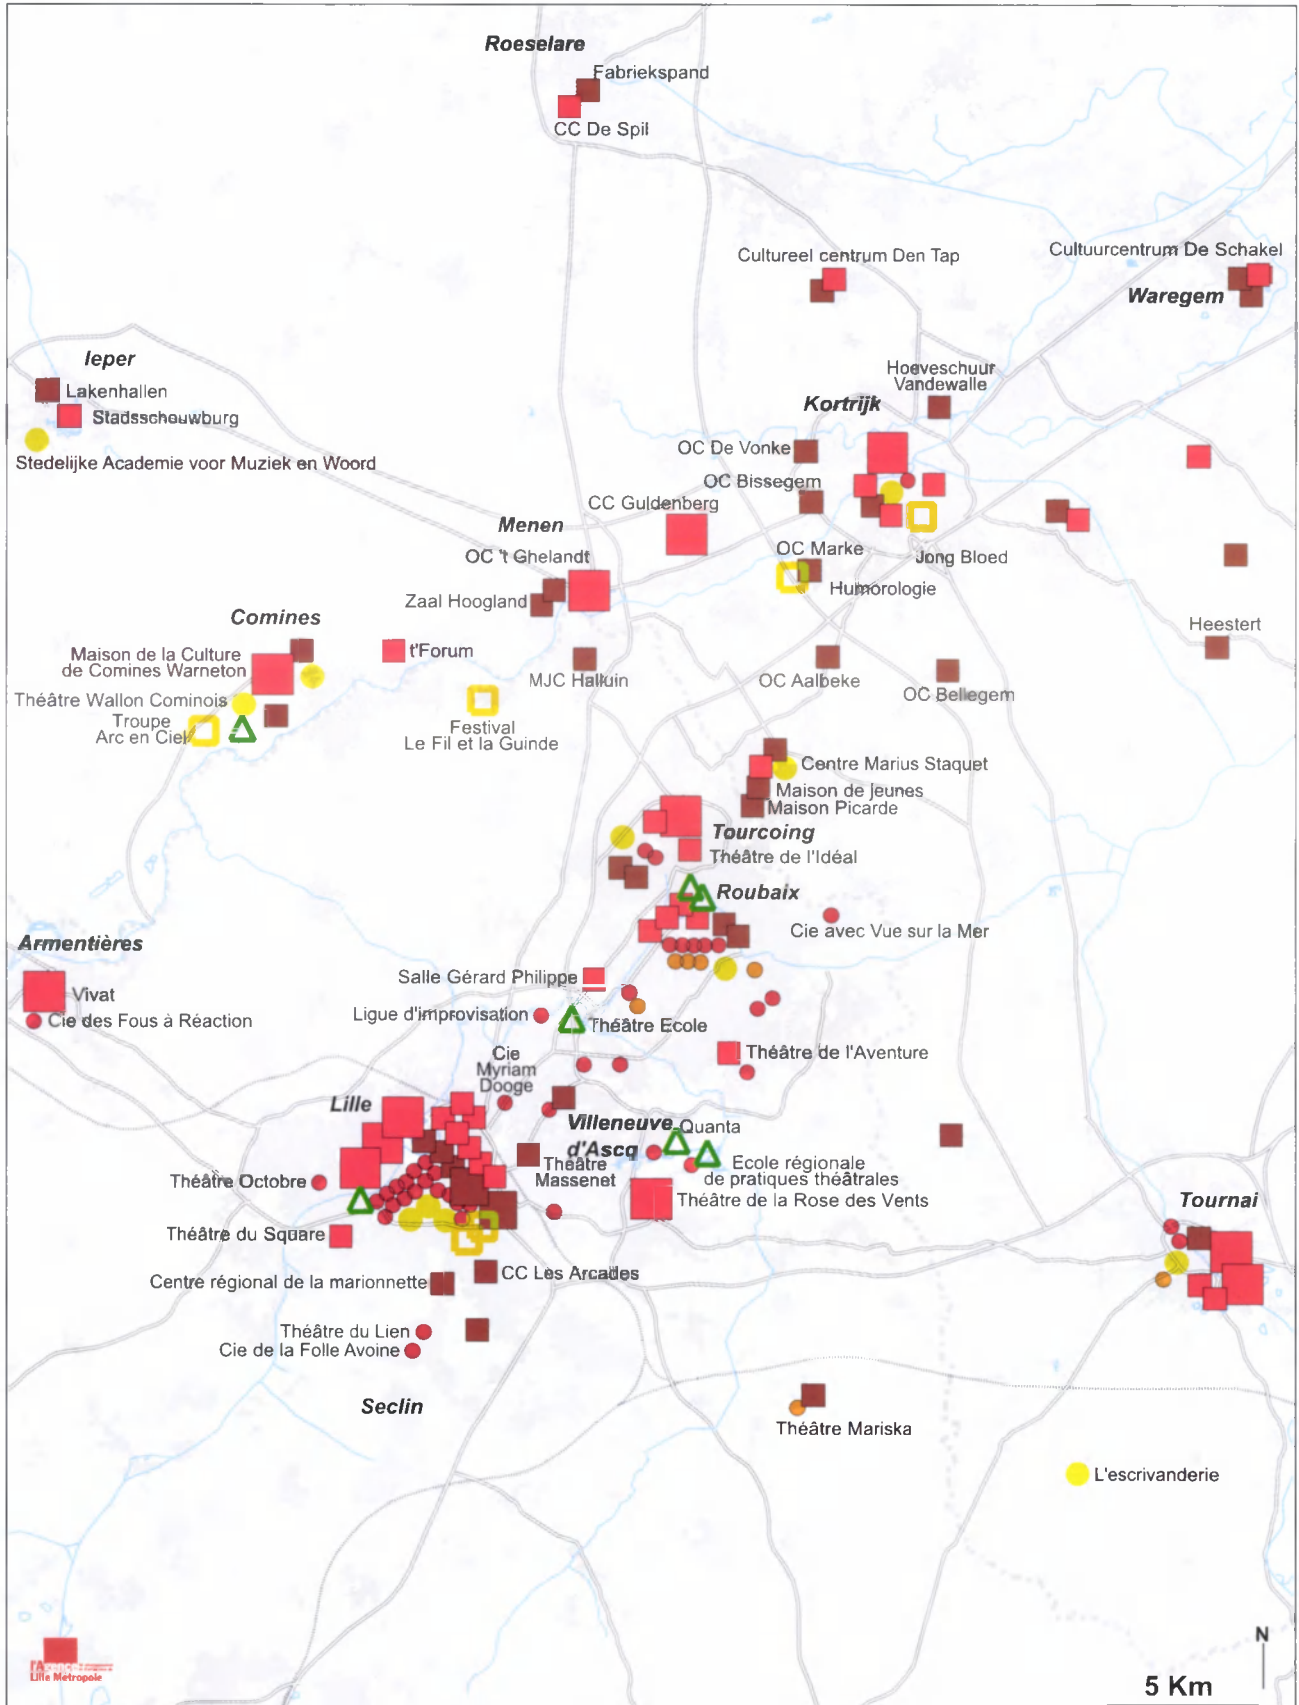 Roeselare
Fabriekspand
CC De Spil
Cultureel centrum Den Tap
Cultuurcentrum De Schakel
Waregem
Ieper
Lakenhallen
Stadsschouwburg
Stedelijke Academie voor Muziek en Woord
Hoeveschuur
Vandewalle
Kortrijk
OC De Vonke
OC Bissegem
CC Guldenberg
Menen
OC 't Ghelandt
OC Marke
Jong Bloed
Humorologie
Zaal Hoogland
Comines
Heestert
Maison de la Culture
de Comines Warneton
t'Forum
MJC Halluin
OC Aalbeke
OC Bellegem
Théâtre Wallon Cominois
Troupe
Arc en Ciel
Festival
Le Fil et la Guinde
Centre Marius Staquet
Maison de jeunes
Maison Picarde
Tourcoing
Théâtre de l'Idéal
Roubaix
Cie avec Vue sur la Mer
Armentières
Vivat
Cie des Fous à Réaction
Salle Gérard Philippe
Ligue d'improvisation
Théâtre Ecole
Cie
Myriam
Dooge
Théâtre de l'Aventure
Lille
Villeneuve
d'Ascq
Quanta
Théâtre
Massenet
Ecole régionale
de pratiques théâtrales
Théâtre Octobre
Théâtre de la Rose des Vents
Tournai
Théâtre du Square
CC Les Arcades
Centre régional de la marionnette
Théâtre du Lien
Cie de la Folle Avoine
Seclin
Théâtre Mariska
L'escrivanderie
N
5 Km
l'Agence
Lille Métropole